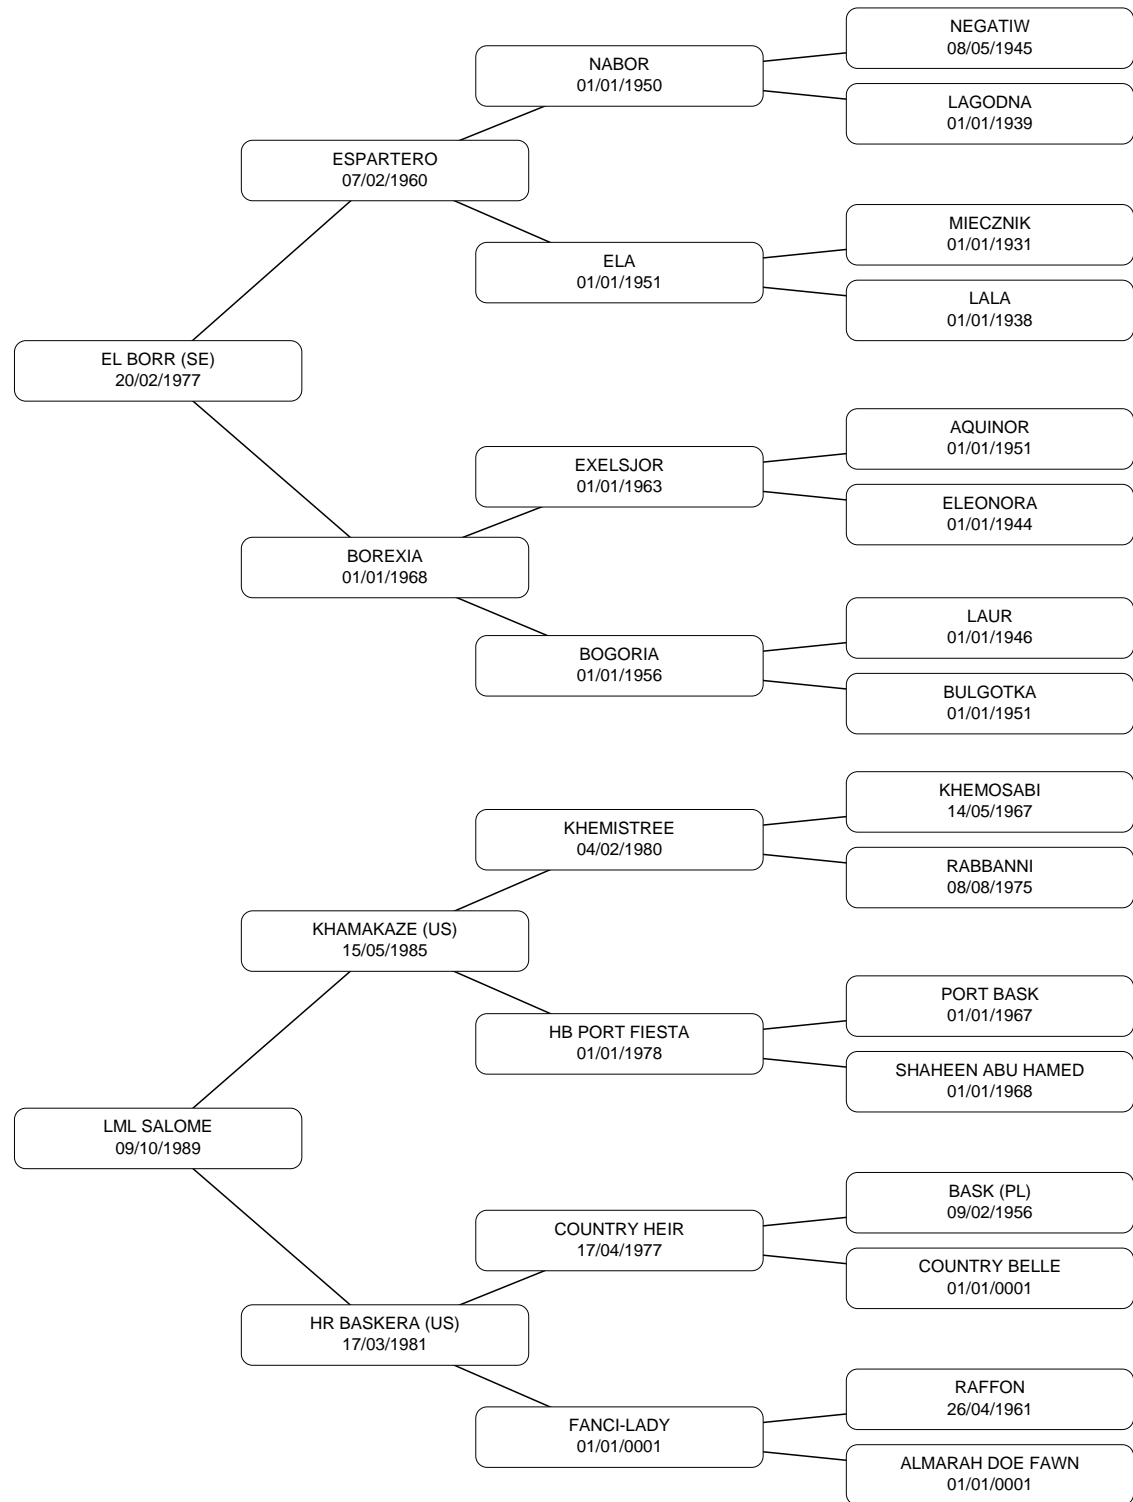 NEGATIW
08/05/1945
NABOR
01/01/1950
LAGODNA
01/01/1939
ESPARTERO
07/02/1960
MIECZNIK
01/01/1931
ELA
01/01/1951
LALA
01/01/1938
EL BORR (SE)
20/02/1977
AQUINOR
01/01/1951
EXELSJOR
01/01/1963
ELEONORA
01/01/1944
BOREXIA
01/01/1968
LAUR
01/01/1946
BOGORIA
01/01/1956
BULGOTKA
01/01/1951
KHEMOSABI
14/05/1967
KHEMISTREE
04/02/1980
RABBANNI
08/08/1975
KHAMAKAZE (US)
15/05/1985
PORT BASK
01/01/1967
HB PORT FIESTA
01/01/1978
SHAHEEN ABU HAMED
01/01/1968
LML SALOME
09/10/1989
BASK (PL)
09/02/1956
COUNTRY HEIR
17/04/1977
COUNTRY BELLE
01/01/0001
HR BASKERA (US)
17/03/1981
RAFFON
26/04/1961
FANCI-LADY
01/01/0001
ALMARAH DOE FAWN
01/01/0001